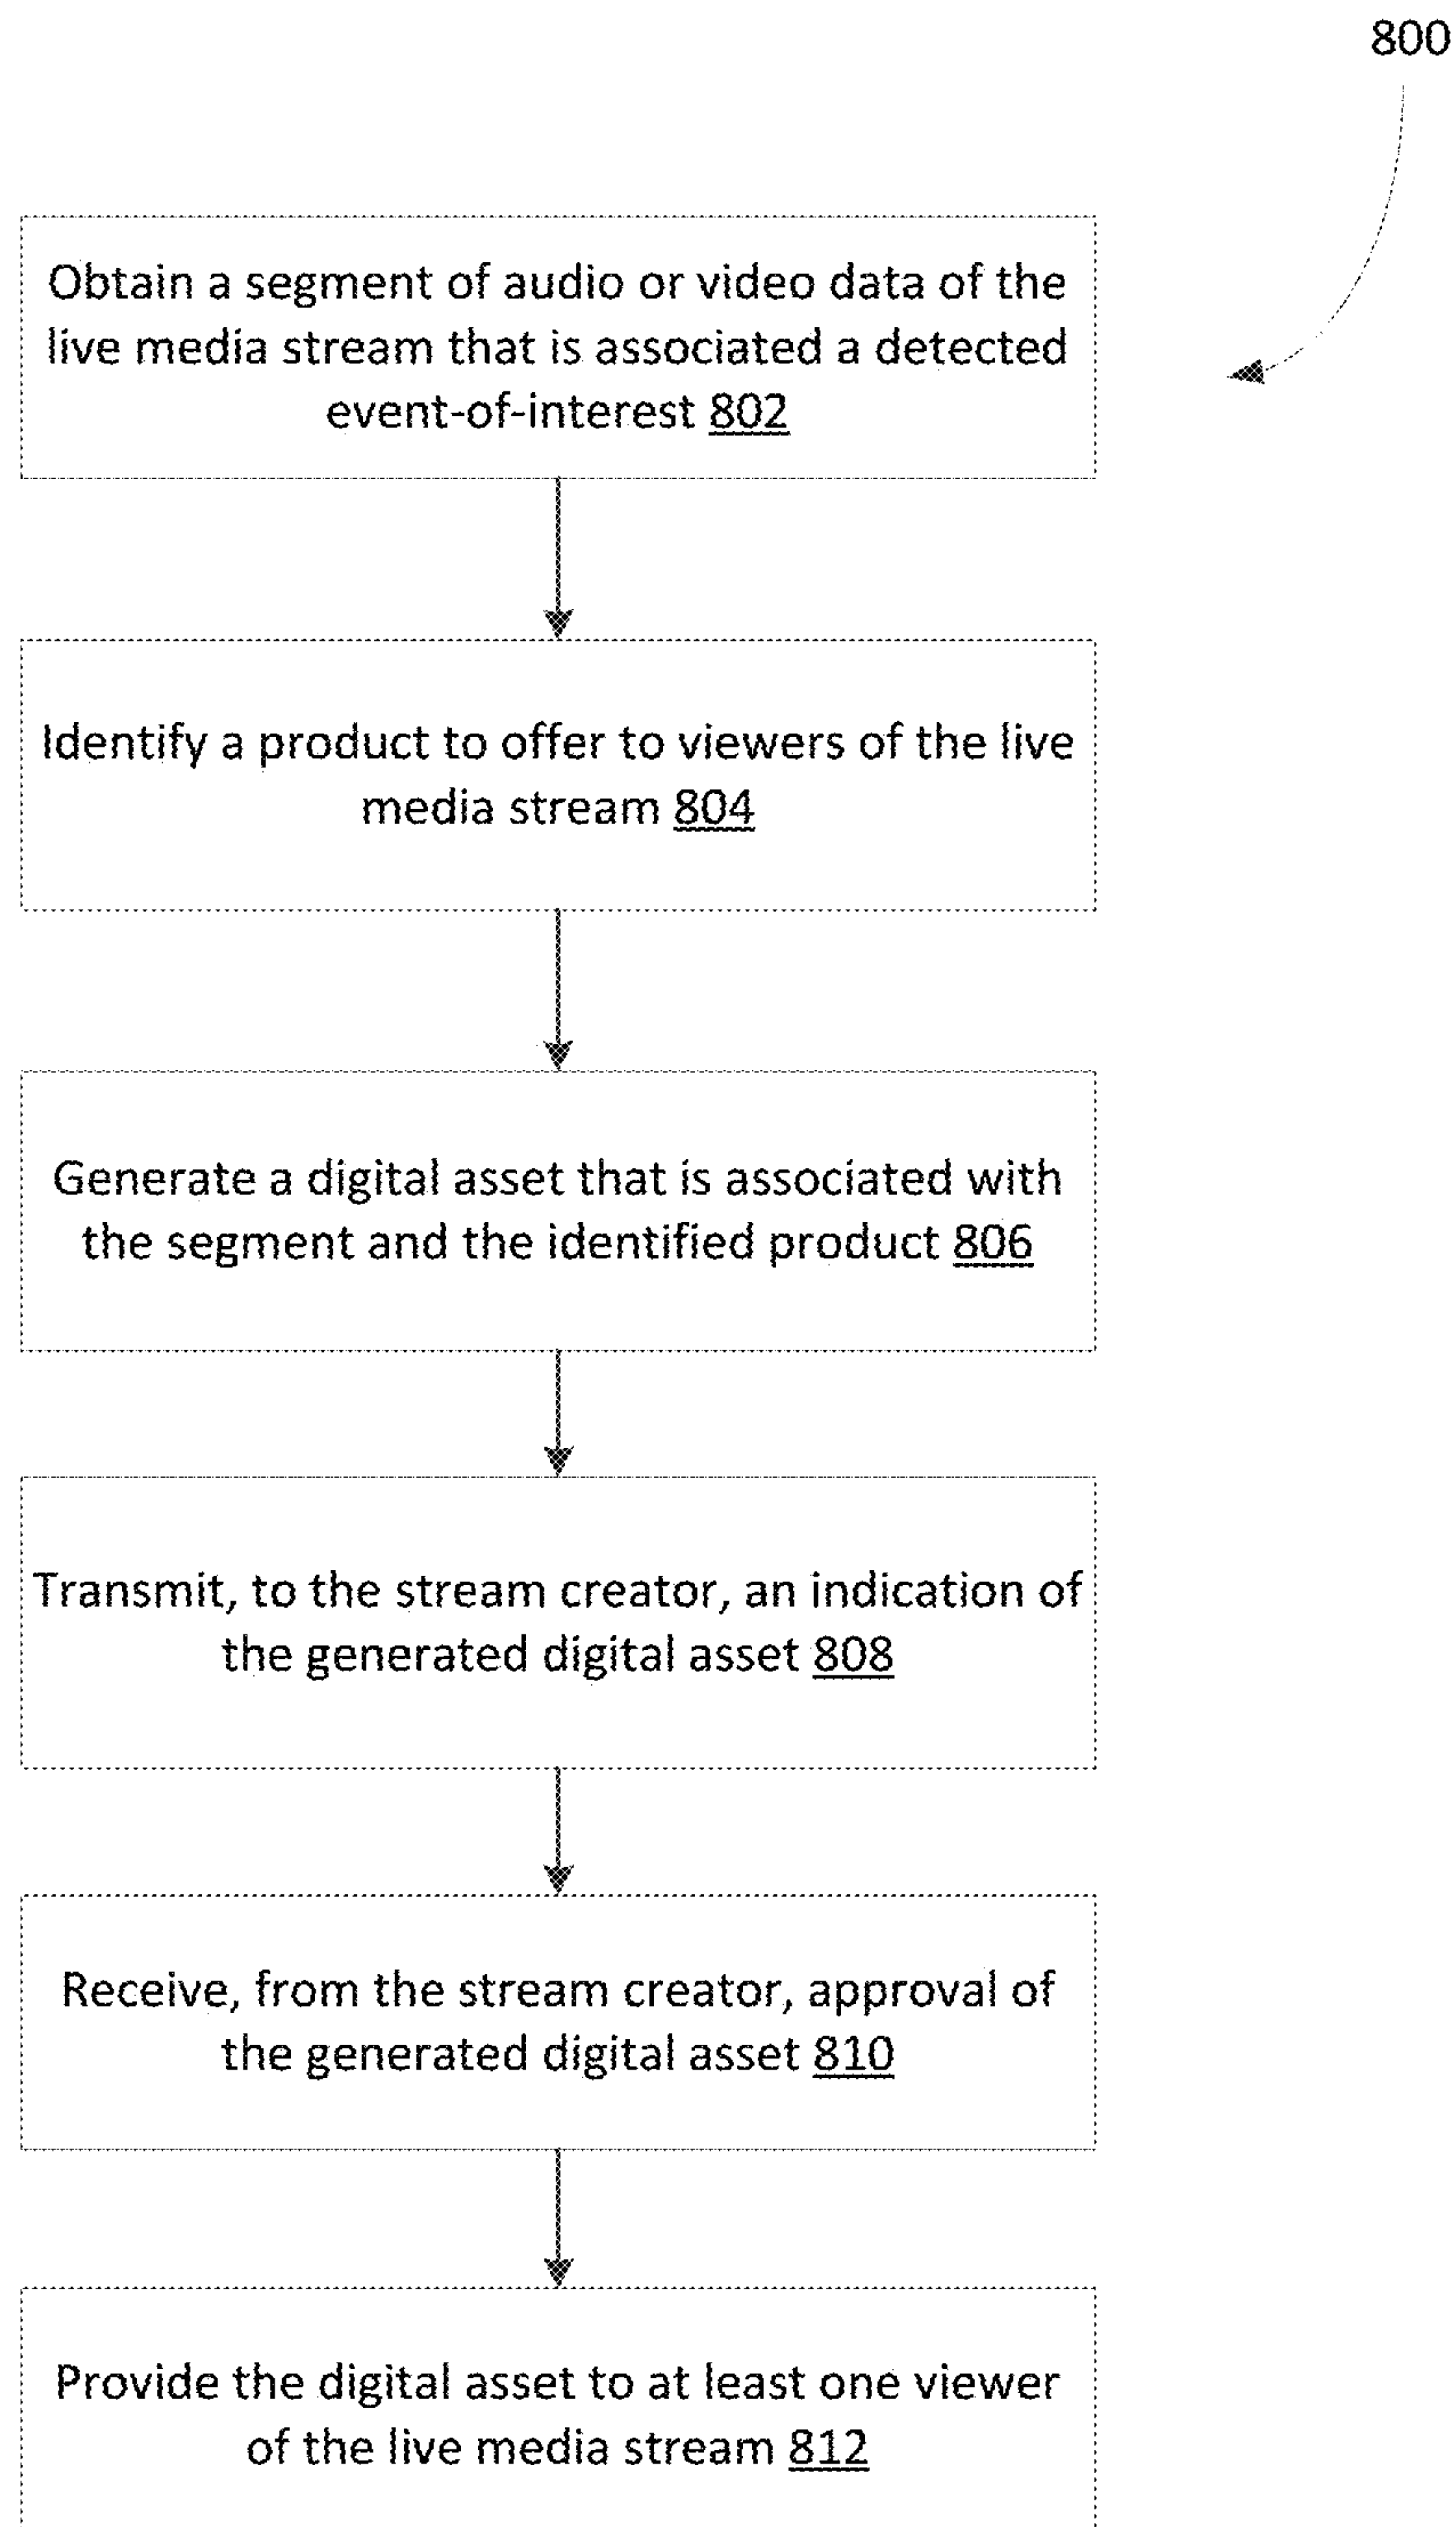 800
Obtain a segment of audio or video data of the
live media stream that is associated a detected
event-of-interest 802
Identify a product to offer to viewers of the live
media stream 804
Generate a digital asset that is associated with
the segment and the identified product 806
Transmit, to the stream creator, an indication of
the generated digital asset 808
Receive, from the stream creator, approval of
the generated digital asset 810
Provide the digital asset to at least one viewer
of the live media stream 812